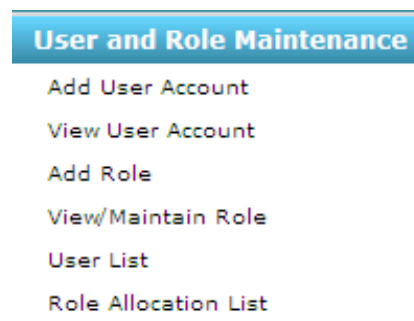 User and Role Maintenance
Add User Account
View User Account
Add Role
View/Maintain Role
User List
Role Allocation List